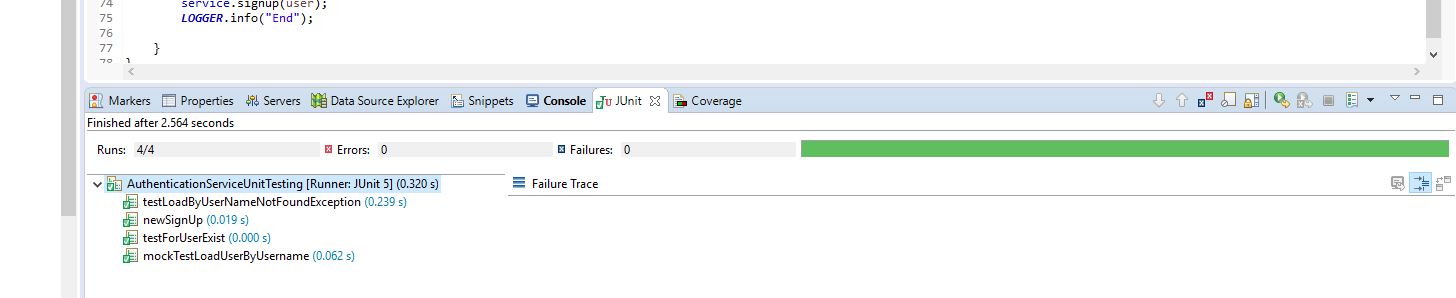 74 service.signup(user);
75 LOGGER.info("End");
76
77 }
78 }
Markers Properties Servers Data Source Explorer Snippets Console JUnit Coverage
Finished after 2.564 seconds
Runs: 4/4 Errors: 0 Failures: 0
AuthenticationServiceUnitTesting [Runner: JUnit 5] (0.320 s) Failure Trace
testLoadByUserNameNotFoundException (0.239 s)
newSignUp (0.019 s)
testForUserExist (0.000 s)
mockTestLoadUserByUsername (0.062 s)